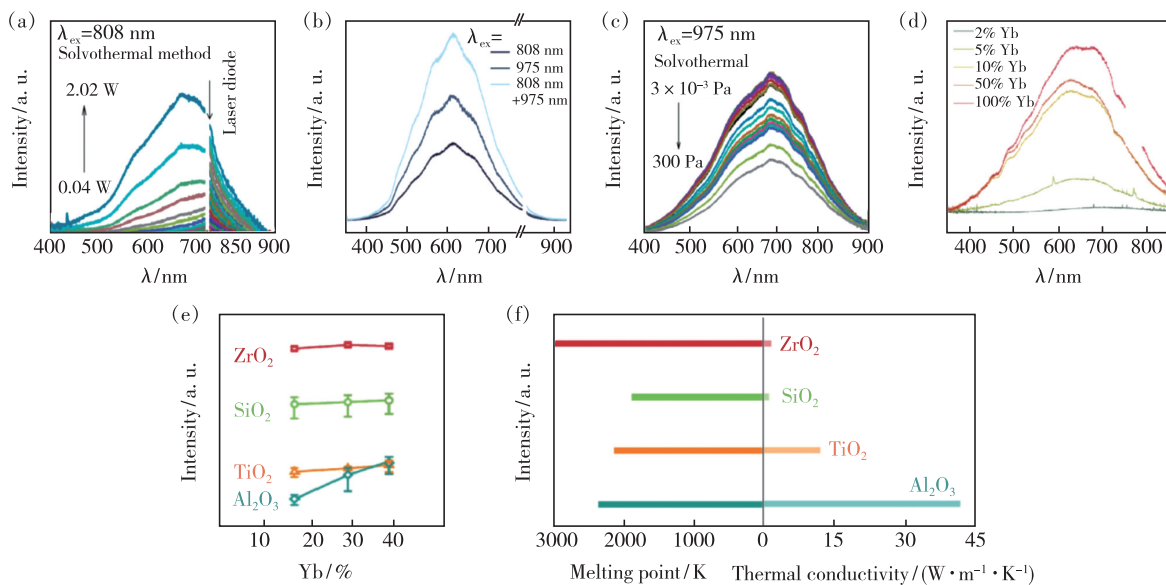 (a)
λex=808 nm
Solvothermal method
2.02 W
0.04 W
Laser diode
Intensity/a. u.
400 500 600 700 850 900
λ/nm
(b)
λex=
808 nm
975 nm
808 nm
+975 nm
Intensity/a. u.
400 500 600 700 900
λ/nm
(c)
λex=975 nm
Solvothermal
3 × 10⁻³ Pa
300 Pa
Intensity/a. u.
400 500 600 700 800 900
λ/nm
(d)
2% Yb
5% Yb
10% Yb
50% Yb
100% Yb
Intensity/a. u.
400 500 600 700 800
λ/nm
(e)
ZrO₂
SiO₂
TiO₂
Al₂O₃
Intensity/a. u.
10 20 30 40
Yb/%
(f)
ZrO₂
SiO₂
TiO₂
Al₂O₃
Intensity/a. u.
3000 2000 1000 0 15 30 45
Melting point/K Thermal conductivity/(W·m⁻¹·K⁻¹)